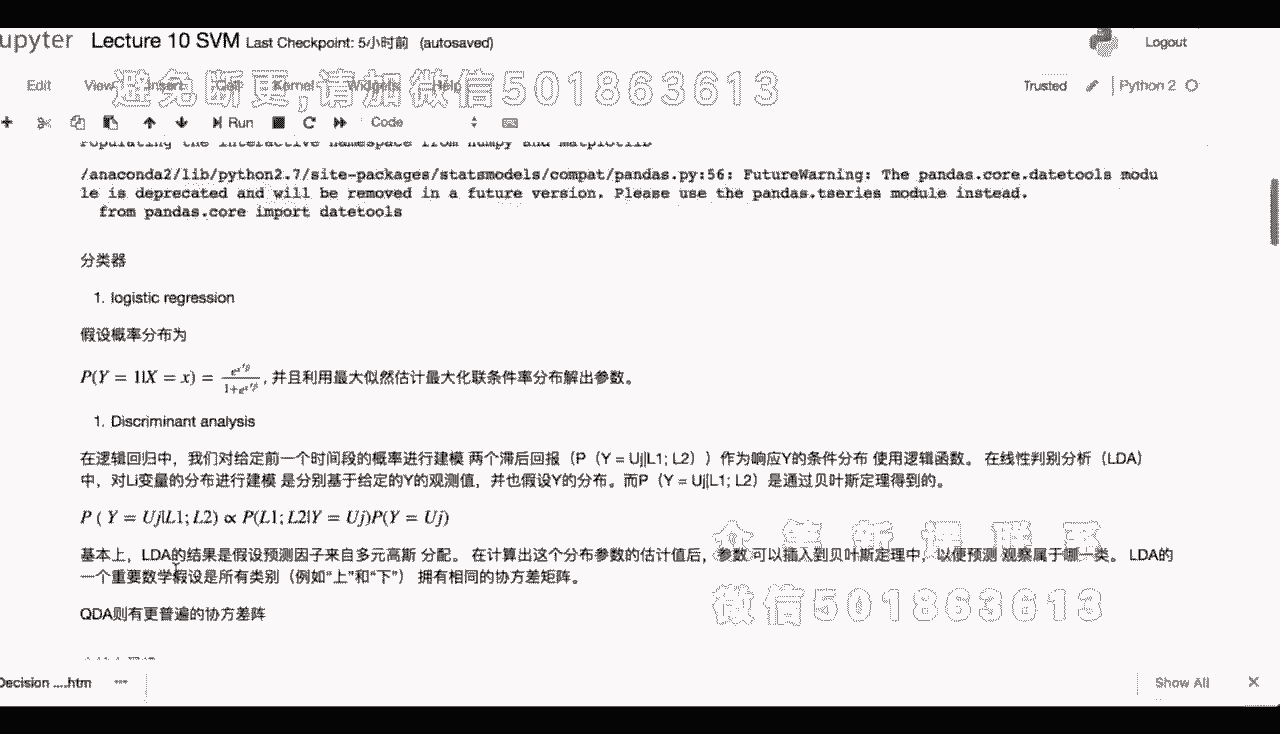 upyter Lecture 10 SVM Last Checkpoint: 5小时前 (autosaved) Logout
Edit View Insert Cell Kernel Widgets Help Trusted Python 2
避免断更,请加微信501863613
Run Code
Populating the interactive namespace from numpy and matplotlib
/anaconda2/lib/python2.7/site-packages/statsmodels/compat/pandas.py:56: FutureWarning: The pandas.core.datetools modu
le is deprecated and will be removed in a future version. Please use the pandas.tseries module instead.
from pandas.core import datetools
分类器
1. logistic regression
假设概率分布为
P(Y = 1|X = x) = e^{x'β} / 1+e^{x'β}, 并且利用最大似然估计最大化联条件率分布解出参数。
1. Discriminant analysis
在逻辑回归中，我们对给定前一个时间段的概率进行建模 两个滞后回报（P（Y = Uj|L1; L2））作为响应Y的条件分布 使用逻辑函数。 在线性判别分析（LDA）
中，对Li变量的分布进行建模 是分别基于给定的Y的观测值，并也假设Y的分布。而P（Y = Uj|L1; L2）是通过贝叶斯定理得到的。
P ( Y = Uj|L1; L2) ∝ P(L1; L2|Y = Uj)P(Y = Uj)
基本上，LDA的结果是假设预测因子来自多元高斯 分配。 在计算出这个分布参数的估计值后，参数 可以插入到贝叶斯定理中，以便预测 观察属于哪一类。 LDA的
一个重要数学假设是所有类别（例如“上”和“下”） 拥有相同的协方差矩阵。
微信501863613
QDA则有更普遍的协方差阵
Decision ....htm Show All